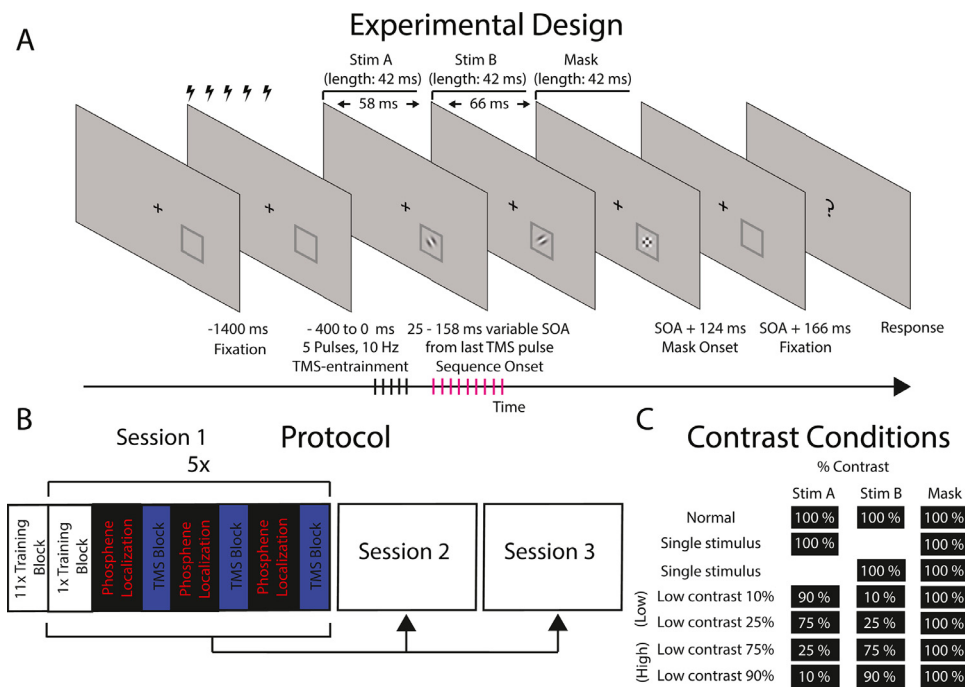 Experimental Design
A
Stim A
(length: 42 ms)
58 ms
Stim B
(length: 42 ms)
66 ms
Mask
(length: 42 ms)
?
-1400 ms
Fixation
- 400 to 0 ms
5 Pulses, 10 Hz
TMS-entrainment
25 - 158 ms variable SOA
from last TMS pulse
Sequence Onset
SOA + 124 ms
Mask Onset
SOA + 166 ms
Fixation
Response
Time
B
Session 1
Protocol
5x
11x Training
Block
1x Training
Block
Phosphene
Localization
TMS Block
Phosphene
Localization
TMS Block
Phosphene
Localization
TMS Block
Session 2
Session 3
C
Contrast Conditions
% Contrast
Stim A Stim B Mask
Normal 100 % 100 % 100 %
Single stimulus 100 % 100 %
Single stimulus 100 % 100 %
(Low)
Low contrast 10% 90 % 10 % 100 %
Low contrast 25% 75 % 25 % 100 %
(High)
Low contrast 75% 25 % 75 % 100 %
Low contrast 90% 10 % 90 % 100 %